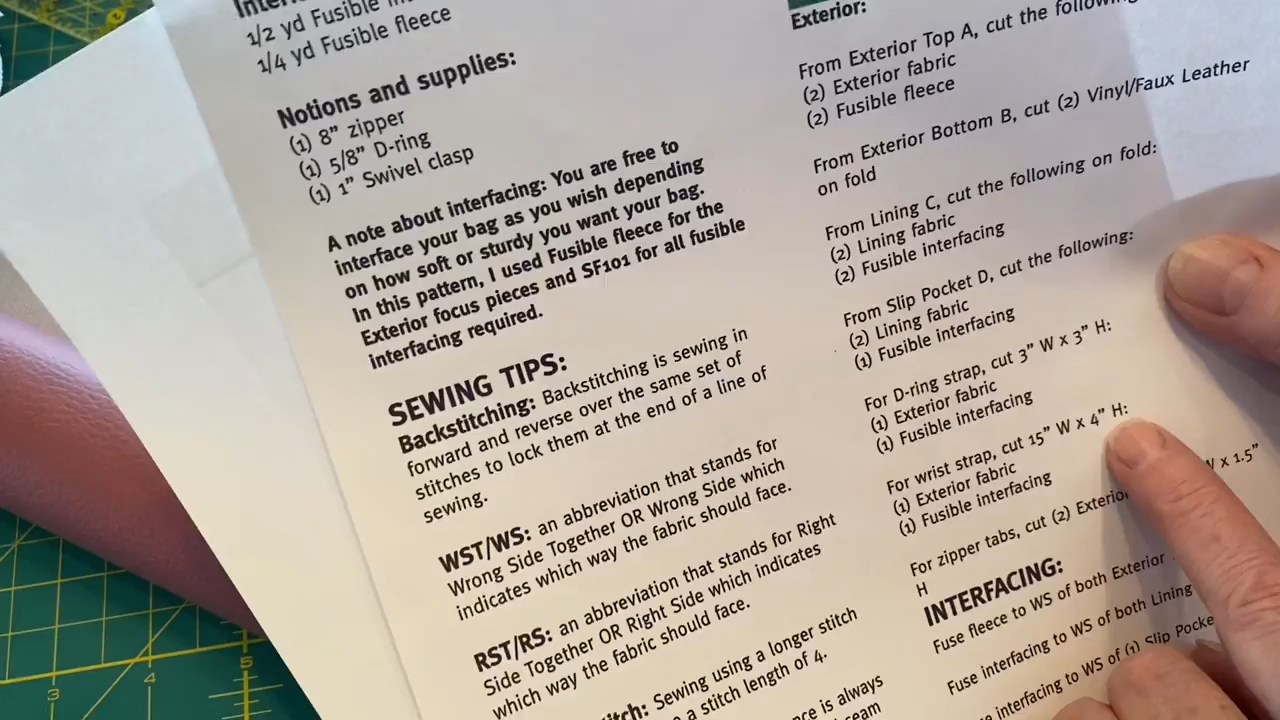 1/2 yd Fusible
1/4 yd Fusible fleece
Notions and supplies:
(1) 8” zipper
(1) 5/8” D-ring
(1) 1” Swivel clasp
A note about interfacing: You are free to
interface your bag as you wish depending
on how soft or sturdy you want your bag.
In this pattern, I used Fusible fleece for the
Exterior focus pieces and SF101 for all fusible
interfacing required.
SEWING TIPS:
Backstitching: Backstitching is sewing in
forward and reverse over the same set of
stitches to lock them at the end of a line of
sewing.
WST/WS: an abbreviation that stands for
Wrong Side Together OR Wrong Side which
indicates which way the fabric should face.
RST/RS: an abbreviation that stands for Right
Side Together OR Right Side which indicates
which way the fabric should face.
Sewing using a longer stitch
a stitch length of 4.
is always
Exterior:
From Exterior Top A, cut the
(2) Exterior fabric
(2) Fusible fleece
From Exterior Bottom B, cut (2) Vinyl/Faux Leather
on fold
From Lining C, cut the following on fold:
(2) Lining fabric
(2) Fusible interfacing
From Slip Pocket D, cut the following:
(2) Lining fabric
(1) Fusible interfacing
For D-ring strap, cut 3” W x 3” H:
(1) Exterior fabric
(1) Fusible interfacing
For wrist strap, cut 15” W x 4” H:
(1) Exterior fabric
(1) Fusible interfacing
For zipper tabs, cut (2) W x 1.5”
H
INTERFACING:
Fuse fleece to WS of both Exterior
Fuse interfacing to WS of both Lining
interfacing to WS of (1) Slip
5
4
3